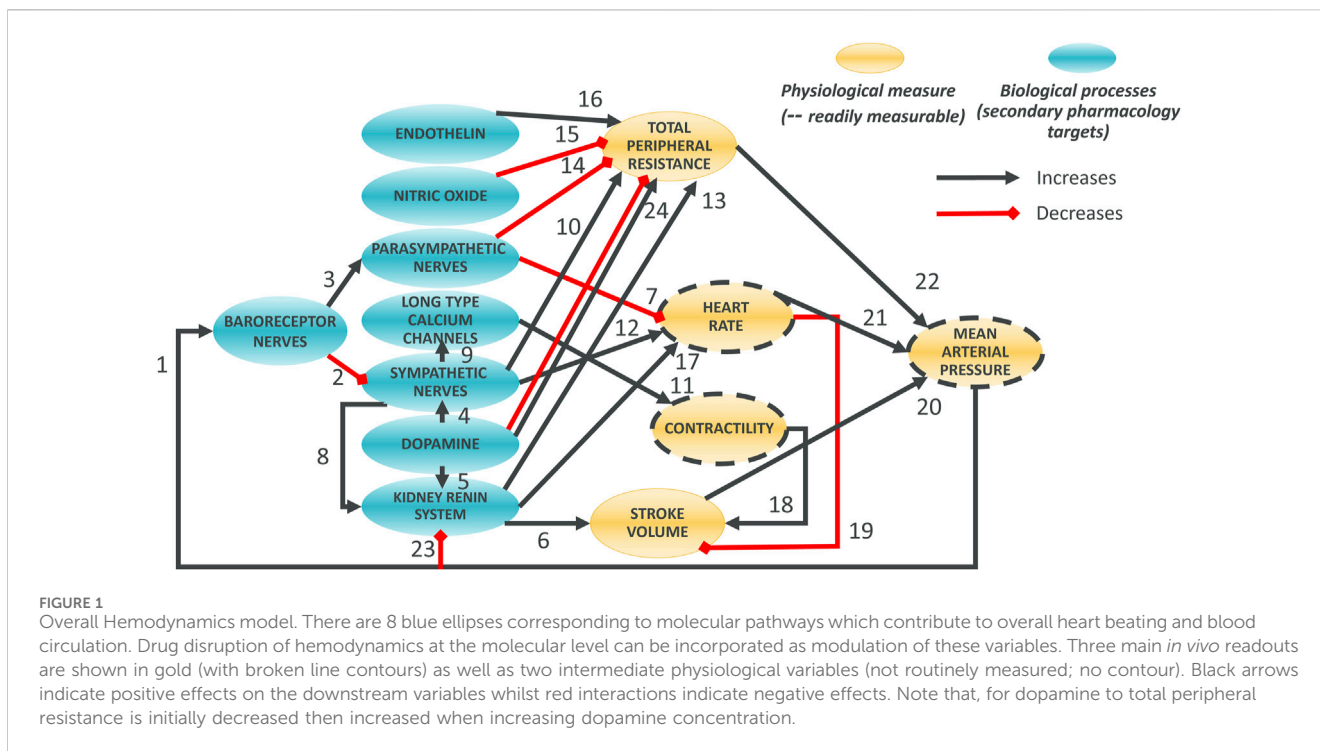 16
ENDOTHELIN
15
14
NITRIC OXIDE
TOTAL
PERIPHERAL
RESISTANCE
Physiological measure
(-- readily measurable)
Biological processes
(secondary pharmacology
targets)
Increases
Decreases
10
24
13
3
PARASYMPATHETIC
NERVES
22
7
BARORECEPTOR
NERVES
LONG TYPE
CALCIUM
CHANNELS
HEART
RATE
21
12
1
2
9
17
MEAN
ARTERIAL
PRESSURE
SYMPATHETIC
NERVES
11
20
4
CONTRACTILITY
8
DOPAMINE
5
KIDNEY RENIN
SYSTEM
STROKE
VOLUME
18
19
6
23
FIGURE 1
Overall Hemodynamics model. There are 8 blue ellipses corresponding to molecular pathways which contribute to overall heart beating and blood
circulation. Drug disruption of hemodynamics at the molecular level can be incorporated as modulation of these variables. Three main in vivo readouts
are shown in gold (with broken line contours) as well as two intermediate physiological variables (not routinely measured; no contour). Black arrows
indicate positive effects on the downstream variables whilst red interactions indicate negative effects. Note that, for dopamine to total peripheral
resistance is initially decreased then increased when increasing dopamine concentration.